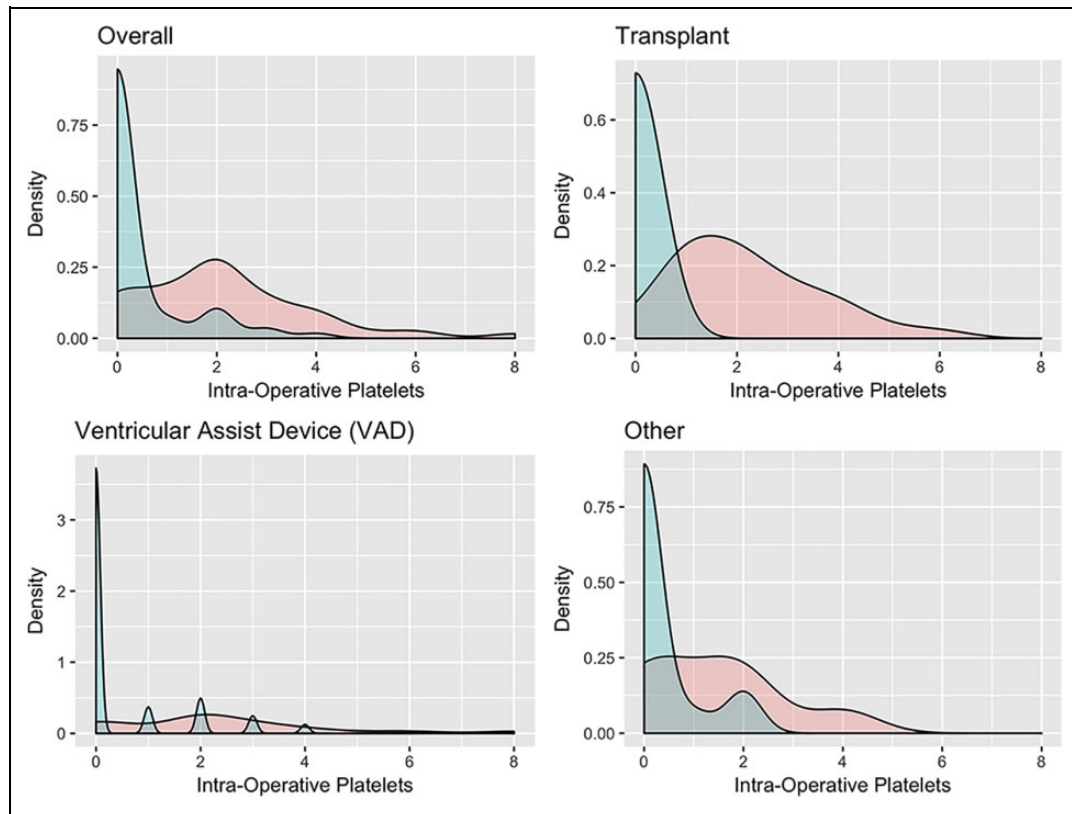 Overall
Density
0.75
0.50
0.25
0.00
0 2 4 6 8
Intra-Operative Platelets
Transplant
Density
0.6
0.4
0.2
0.0
0 2 4 6 8
Intra-Operative Platelets
Ventricular Assist Device (VAD)
Density
3
2
1
0
0 2 4 6 8
Intra-Operative Platelets
Other
Density
0.75
0.50
0.25
0.00
0 2 4 6 8
Intra-Operative Platelets